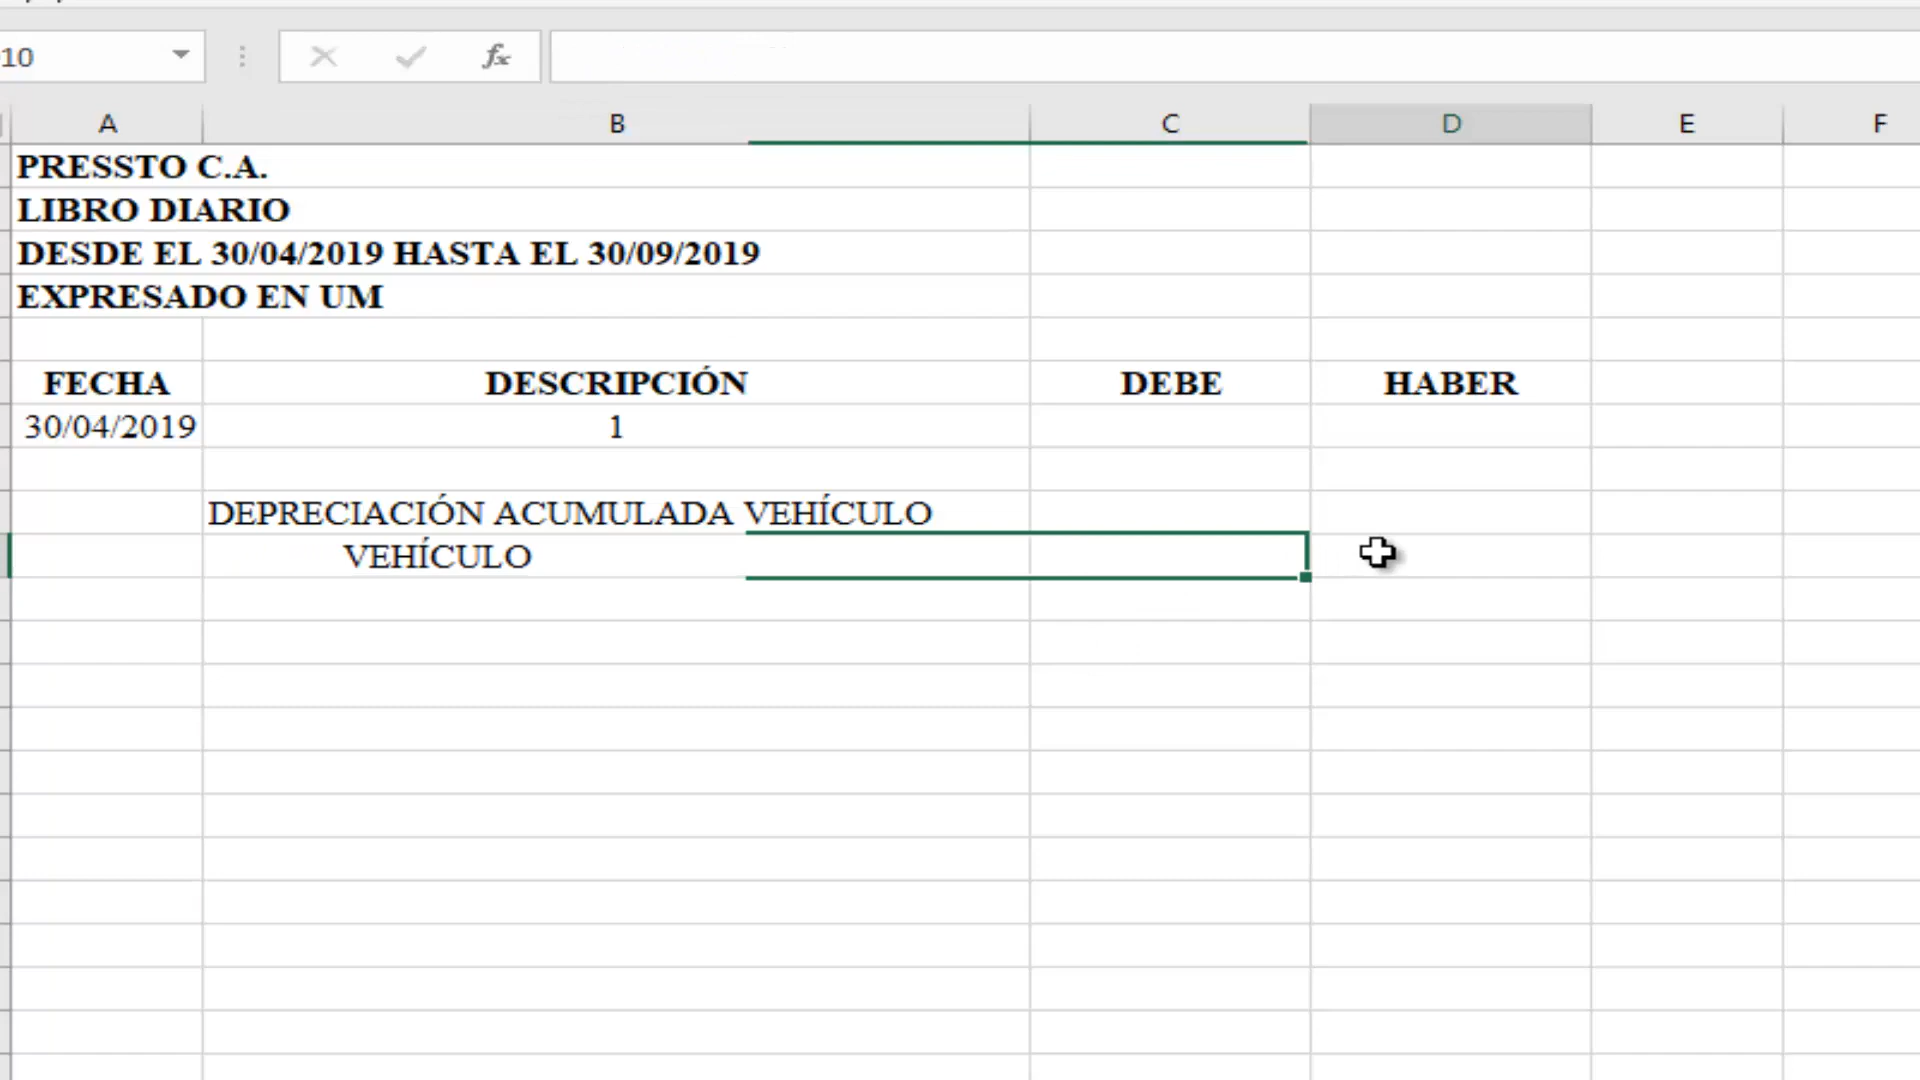 10
fx
A B C D E F
PRESSTO C.A.
LIBRO DIARIO
DESDE EL 30/04/2019 HASTA EL 30/09/2019
EXPRESADO EN UM
FECHA DESCRIPCIÓN DEBE HABER
30/04/2019 1
DEPRECIACIÓN ACUMULADA VEHÍCULO
VEHÍCULO